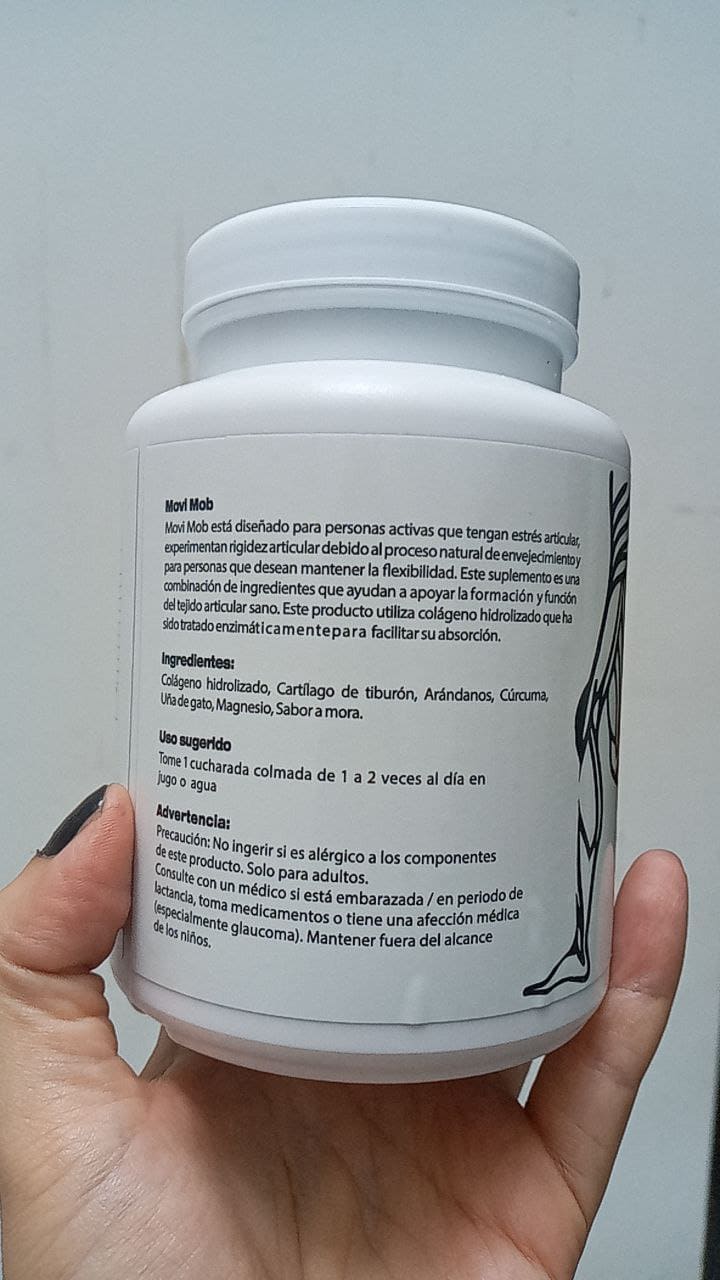 Movi Mob
Movi Mob está diseñado para personas activas que tengan estrés articular,
experimentan rigidez articular debido al proceso natural de envejecimiento y
para personas que desean mantener la flexibilidad. Este suplemento es una
combinación de ingredientes que ayudan a apoyar la formación y función
del tejido articular sano. Este producto utiliza colágeno hidrolizado que ha
sido tratado enzimáticamente para facilitar su absorción.
Ingredientes:
Colágeno hidrolizado, Cartílago de tiburón, Arándanos, Cúrcuma,
Uña de gato, Magnesio, Sabor a mora.
Uso sugerido
Tome 1 cucharada colmada de 1 a 2 veces al día en
jugo o agua
Advertencia:
Precaución: No ingerir si es alérgico a los componentes
de este producto. Solo para adultos.
Consulte con un médico si está embarazada / en periodo de
lactancia, toma medicamentos o tiene una afección médica
(especialmente glaucoma). Mantener fuera del alcance
de los niños.